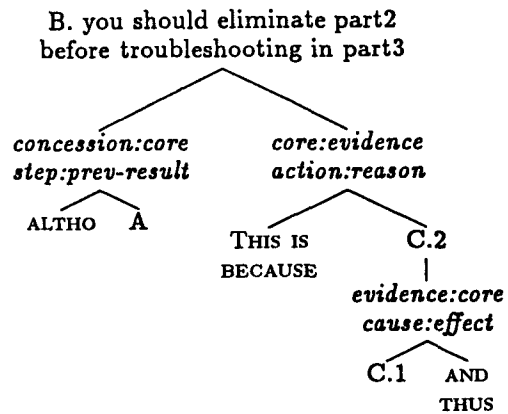 B. you should eliminate part2
before troubleshooting in part3
concession:core
step:prev-result
core:evidence
action:reason
ALTHO A
THIS IS
BECAUSE
C.2
evidence:core
cause:effect
C.1 AND
THUS